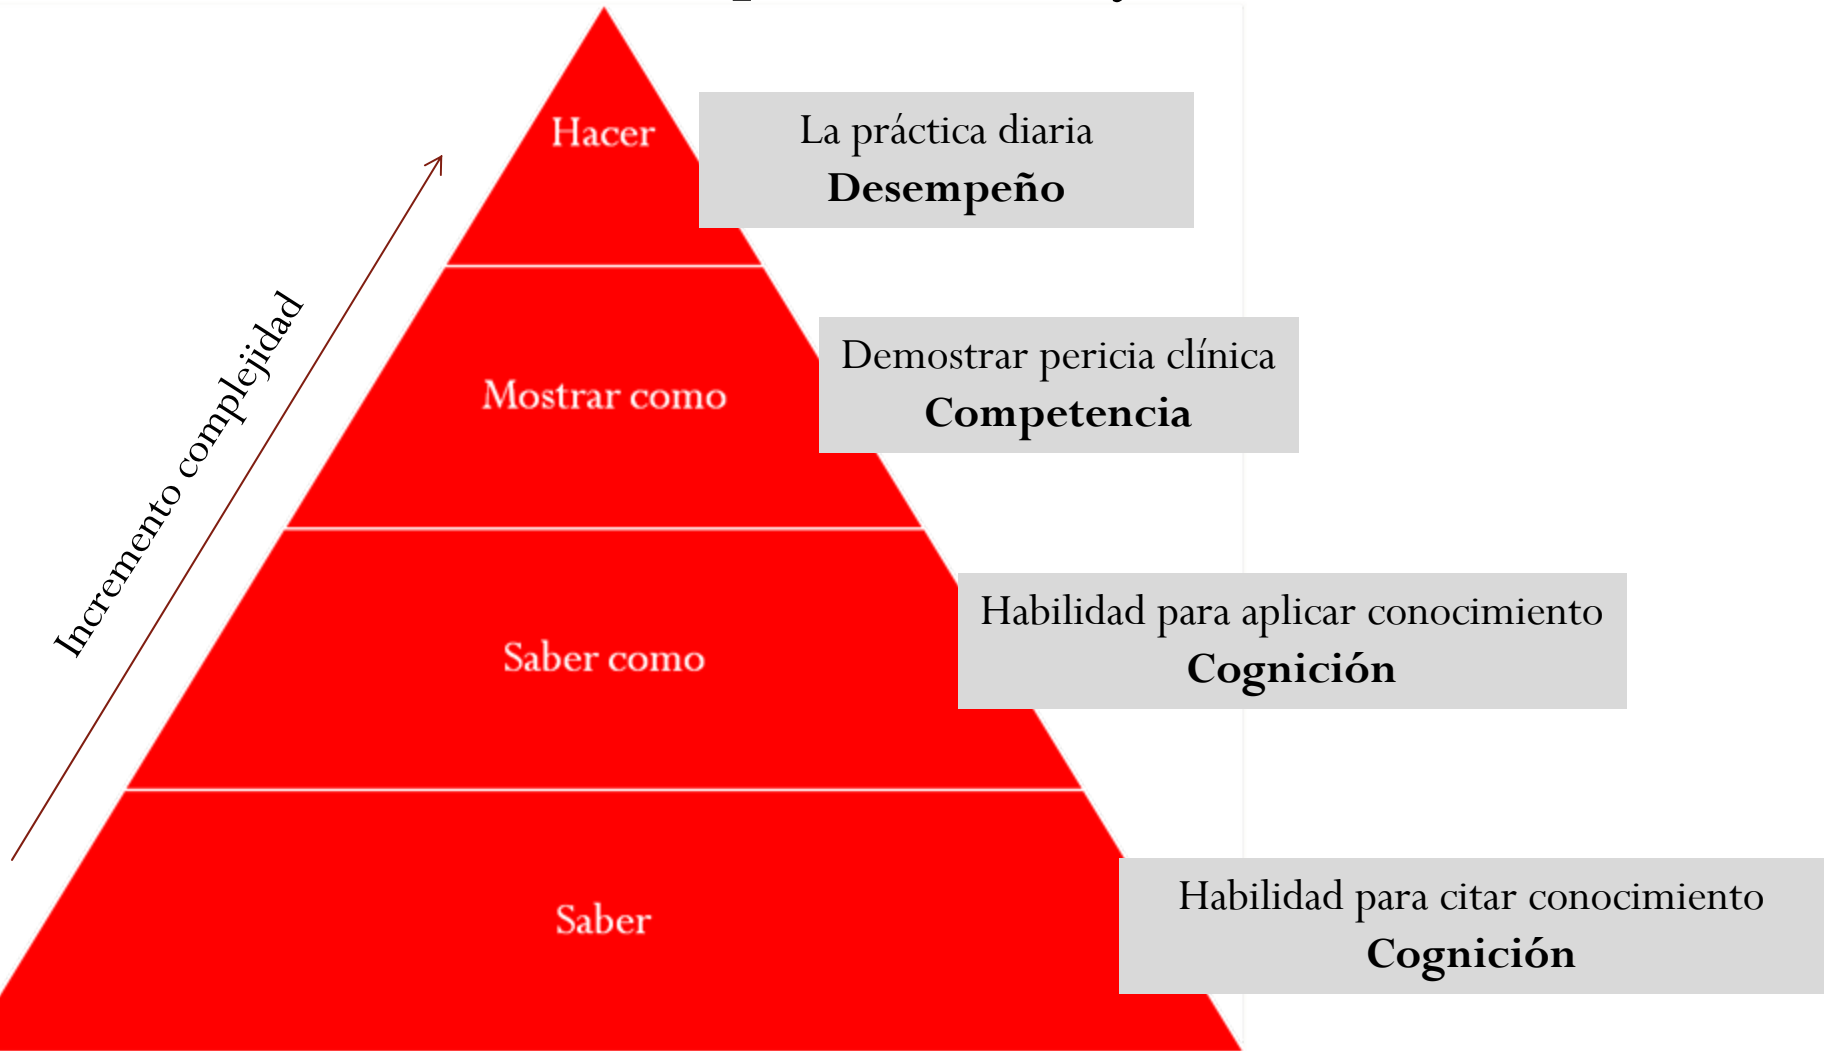 Hacer
La práctica diaria
Desempeño
Incremento complejidad
Mostrar como
Demostrar pericia clínica
Competencia
Saber como
Habilidad para aplicar conocimiento
Cognición
Saber
Habilidad para citar conocimiento
Cognición